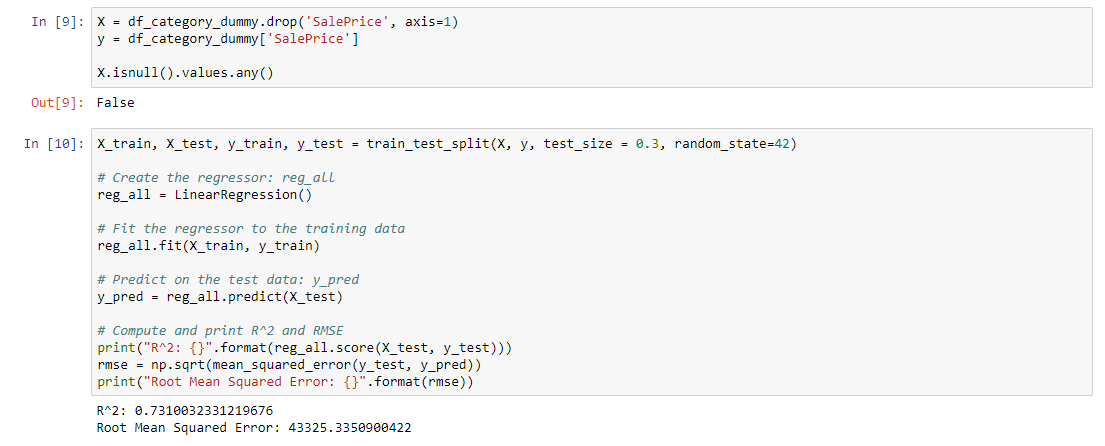 In [9]: X = df_category_dummy.drop('SalePrice', axis=1)
y = df_category_dummy['SalePrice']
X.isnull().values.any()
Out[9]: False
In [10]: X_train, X_test, y_train, y_test = train_test_split(X, y, test_size = 0.3, random_state=42)
# Create the regressor: reg_all
reg_all = LinearRegression()
# Fit the regressor to the training data
reg_all.fit(X_train, y_train)
# Predict on the test data: y_pred
y_pred = reg_all.predict(X_test)
# Compute and print R^2 and RMSE
print("R^2: {}".format(reg_all.score(X_test, y_test)))
rmse = np.sqrt(mean_squared_error(y_test, y_pred))
print("Root Mean Squared Error: {}".format(rmse))
R^2: 0.7310032331219676
Root Mean Squared Error: 43325.3350900422